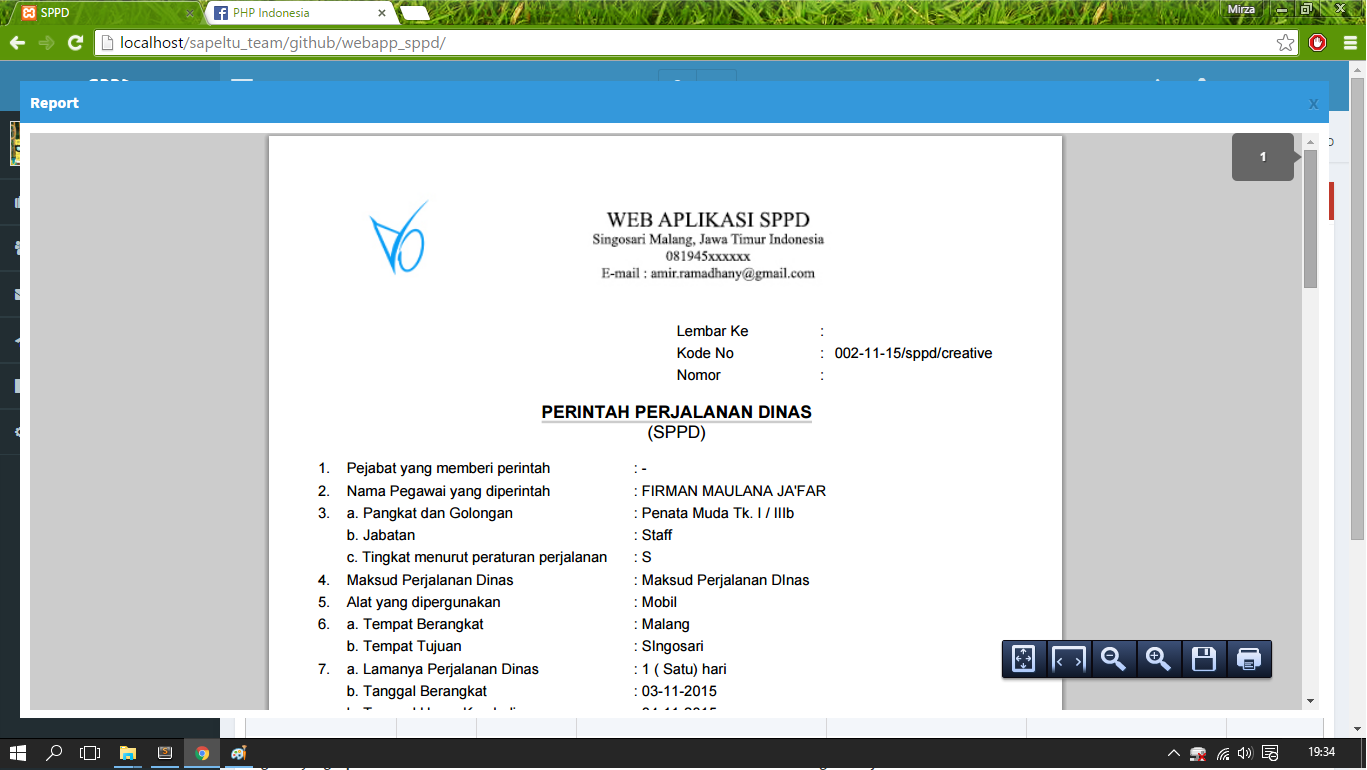 SPPD
PHP Indonesia
Mirza
localhost/sapeltu_team/github/webapp_sppd/
Report
x
1
WEB APLIKASI SPPD
Singosari Malang, Jawa Timur Indonesia
081945xxxxxx
E-mail : amir.ramadhany@gmail.com
Lembar Ke :
Kode No : 002-11-15/sppd/creative
Nomor :
PERINTAH PERJALANAN DINAS
(SPPD)
1. Pejabat yang memberi perintah : -
2. Nama Pegawai yang diperintah : FIRMAN MAULANA JA'FAR
3. a. Pangkat dan Golongan : Penata Muda Tk. I / IIIb
b. Jabatan : Staff
c. Tingkat menurut peraturan perjalanan : S
4. Maksud Perjalanan Dinas : Maksud Perjalanan DInas
5. Alat yang dipergunakan : Mobil
6. a. Tempat Berangkat : Malang
b. Tempat Tujuan : SIngosari
7. a. Lamanya Perjalanan Dinas : 1 ( Satu) hari
b. Tanggal Berangkat : 03-11-2015
19:34